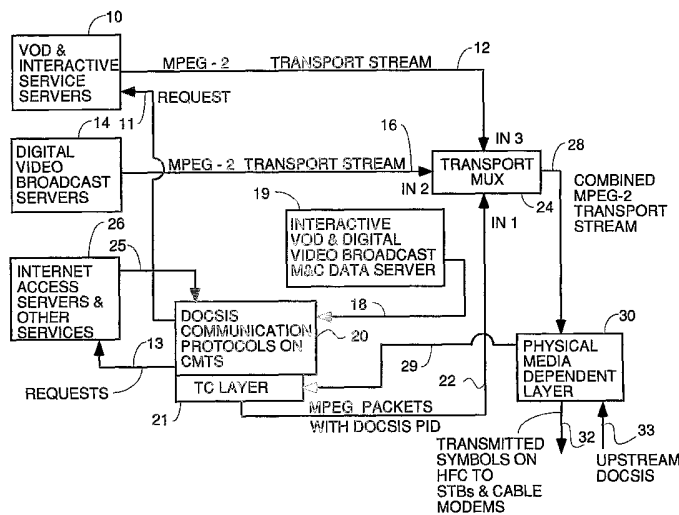 10
VOD &
INTERACTIVE
SERVICE
SERVERS
MPEG - 2 TRANSPORT STREAM
12
11
REQUEST
14
DIGITAL
VIDEO
BROADCAST
SERVERS
MPEG - 2 TRANSPORT STREAM
16
IN 3
IN 2
IN 1
TRANSPORT
MUX
24
28
COMBINED
MPEG-2
TRANSPORT
STREAM
19
INTERACTIVE
VOD & DIGITAL
VIDEO BROADCAST
M&C DATA SERVER
18
26
25
INTERNET
ACCESS
SERVERS &
OTHER
SERVICES
13
REQUESTS
DOCSIS
COMMUNICATION
PROTOCOLS ON
CMTS
20
TC LAYER
21
MPEG PACKETS
WITH DOCSIS PID
22
29
30
PHYSICAL
MEDIA
DEPENDENT
LAYER
32
33
TRANSMITTED
SYMBOLS ON
HFC TO
STBs & CABLE
MODEMS
UPSTREAM
DOCSIS